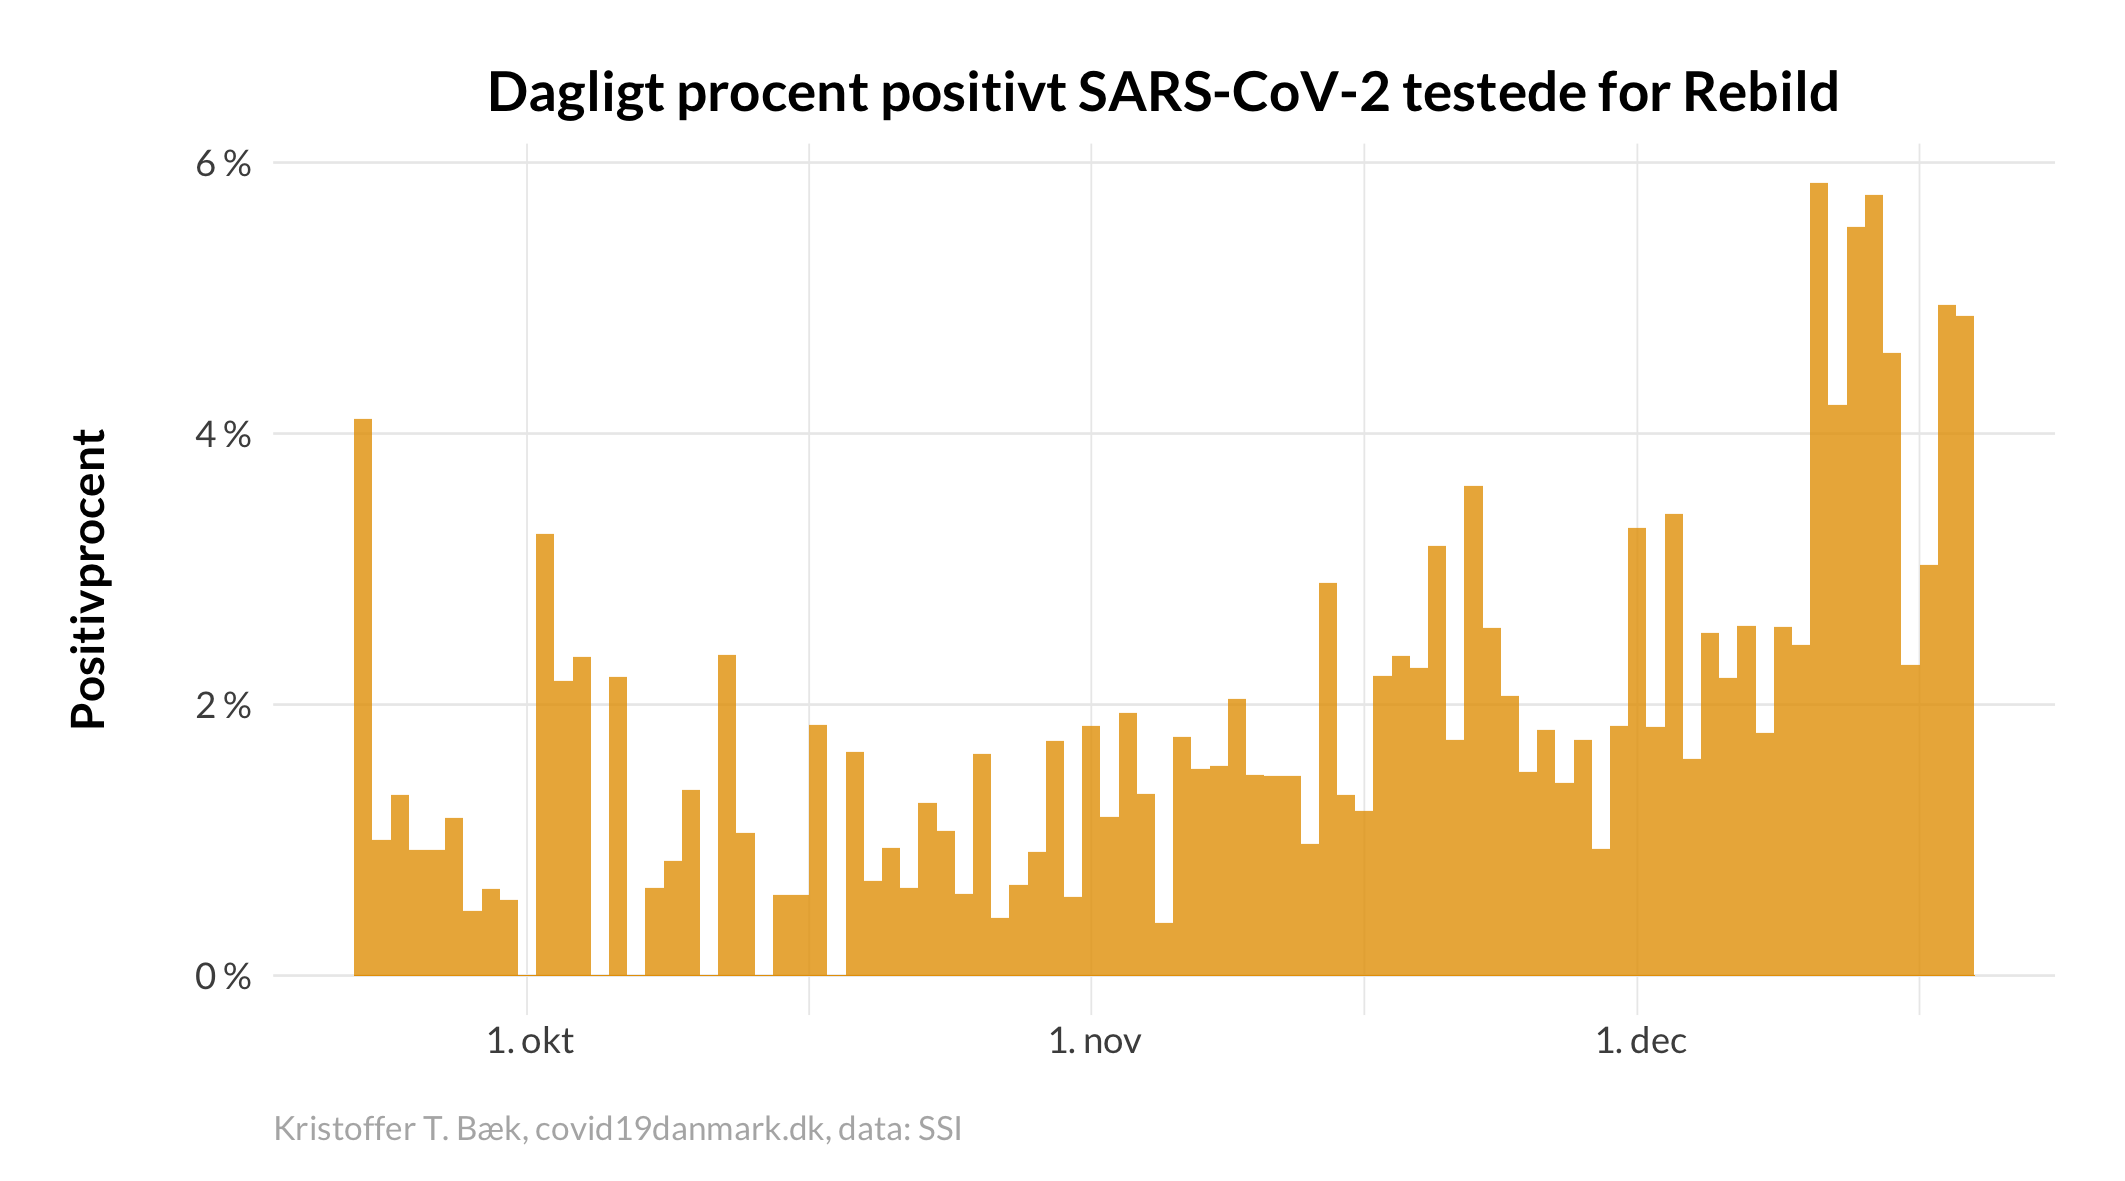 Dagligt procent positivt SARS-CoV-2 testede for Rebild
Positivprocent
6 %
4 %
2 %
0 %
1. okt
1. nov
1. dec
Kristoffer T. Bæk, covid19danmark.dk, data: SSI